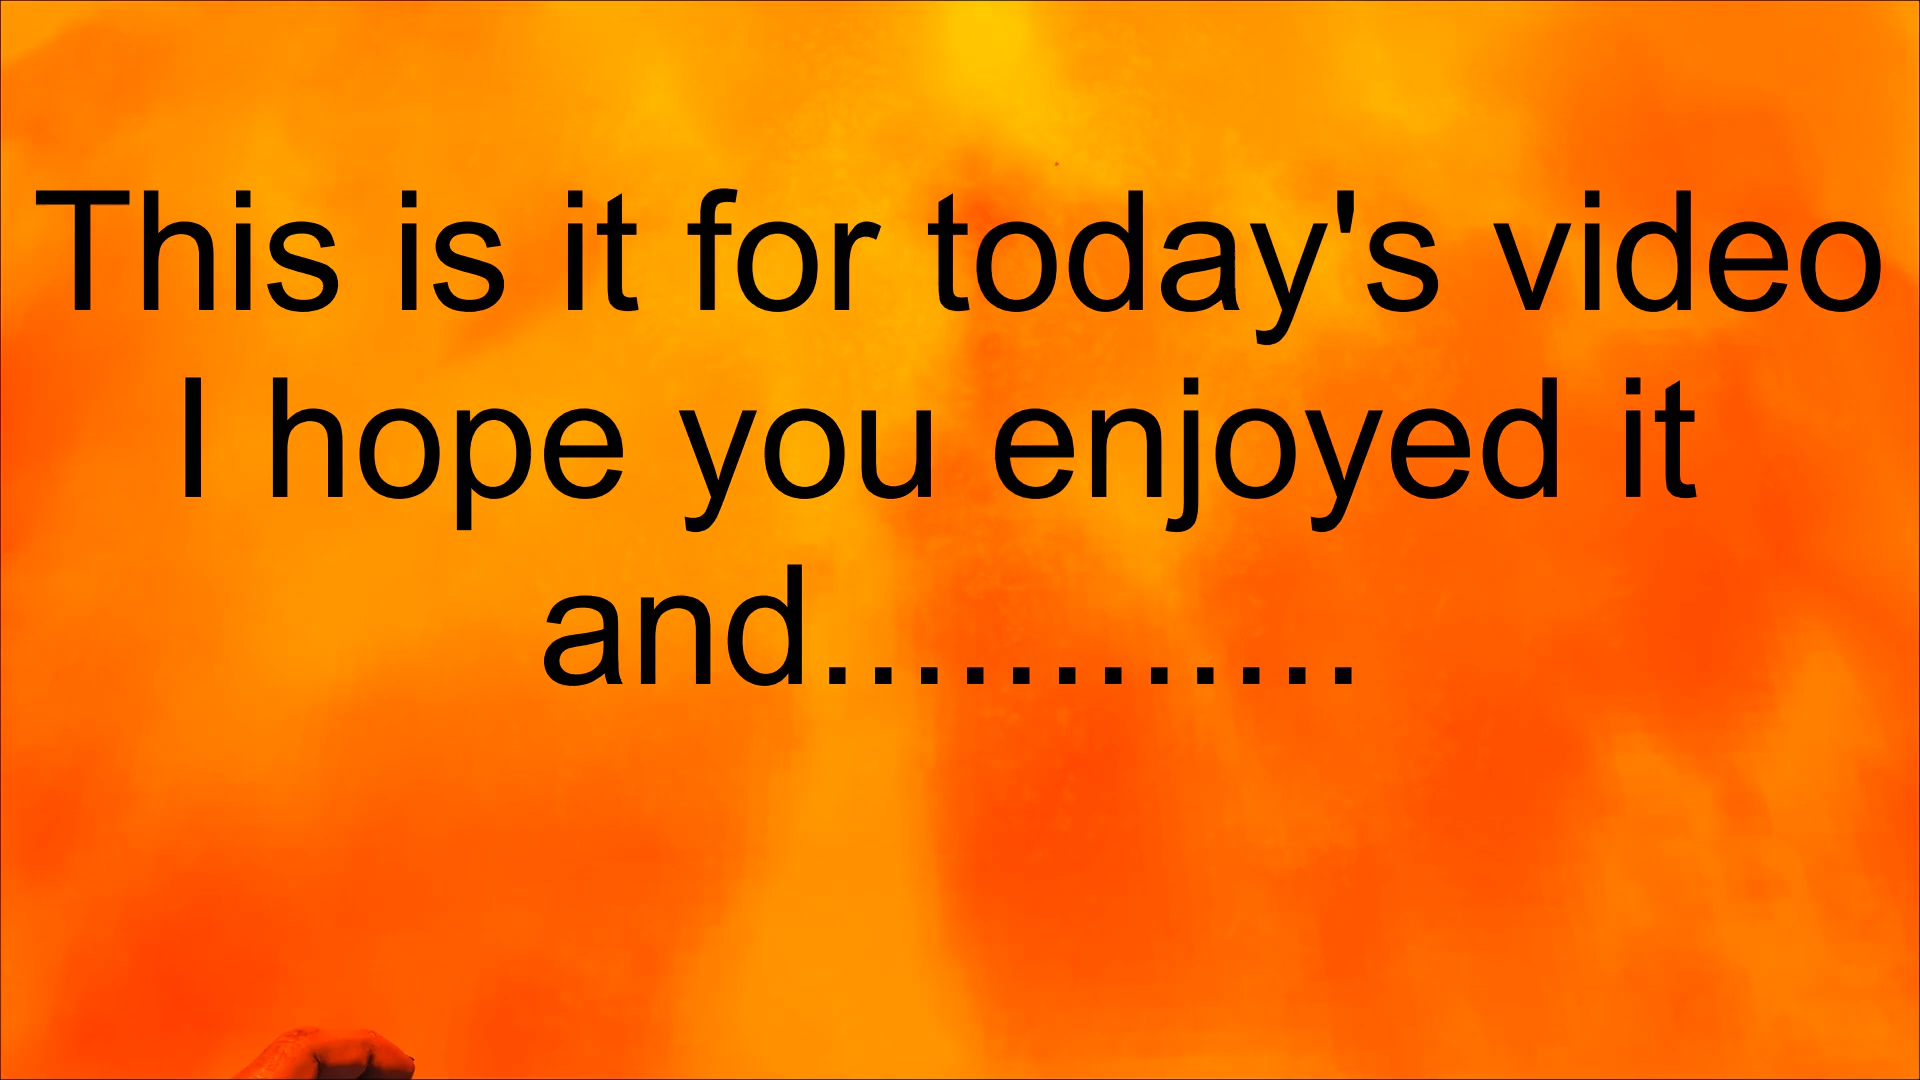 This is it for today's video
I hope you enjoyed it
and............